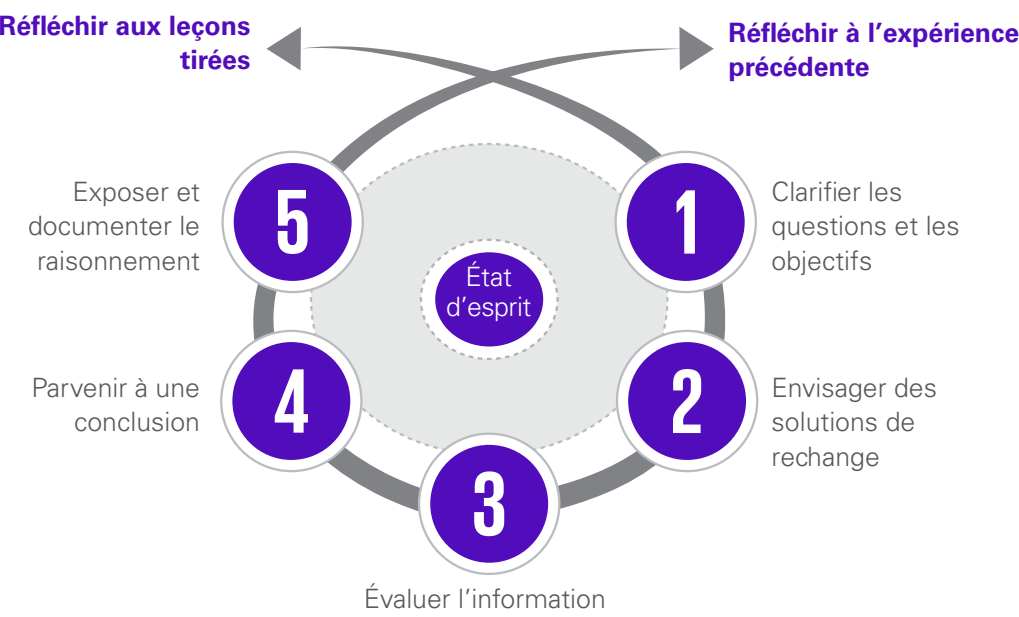 Réfléchir aux leçons
tirées
Réfléchir à l’expérience
précédente
1
Clarifier les
questions et les
objectifs
2
Envisager des
solutions de
rechange
3
Évaluer l’information
4
Parvenir à une
conclusion
5
Exposer et
documenter le
raisonnement
État
d’esprit